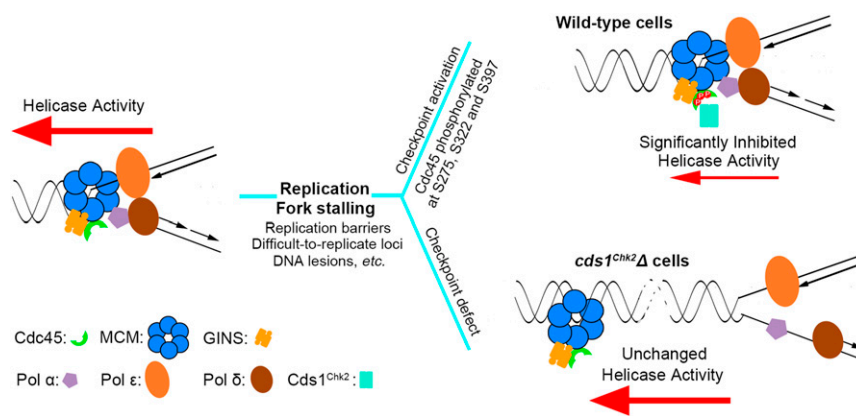 Helicase Activity
Replication
Fork stalling
Replication barriers
Difficult-to-replicate loci
DNA lesions, etc.
Checkpoint activation
Cdc45 phosphorylated
at S275, S322 and S397
Checkpoint defect
Wild-type cells
Significantly Inhibited
Helicase Activity
cds1Chk2Δ cells
Unchanged
Helicase Activity
Cdc45: MCM: GINS:
Pol α: Pol ε: Pol δ: Cds1Chk2: